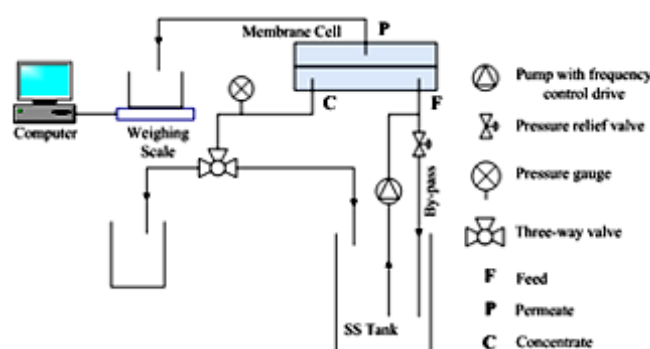 Membrane Cell
P
C
F
Computer
Weighing
Scale
By-pass
SS Tank
Pump with frequency
control drive
Pressure relief valve
Pressure gauge
Three-way valve
F Feed
P Permeate
C Concentrate